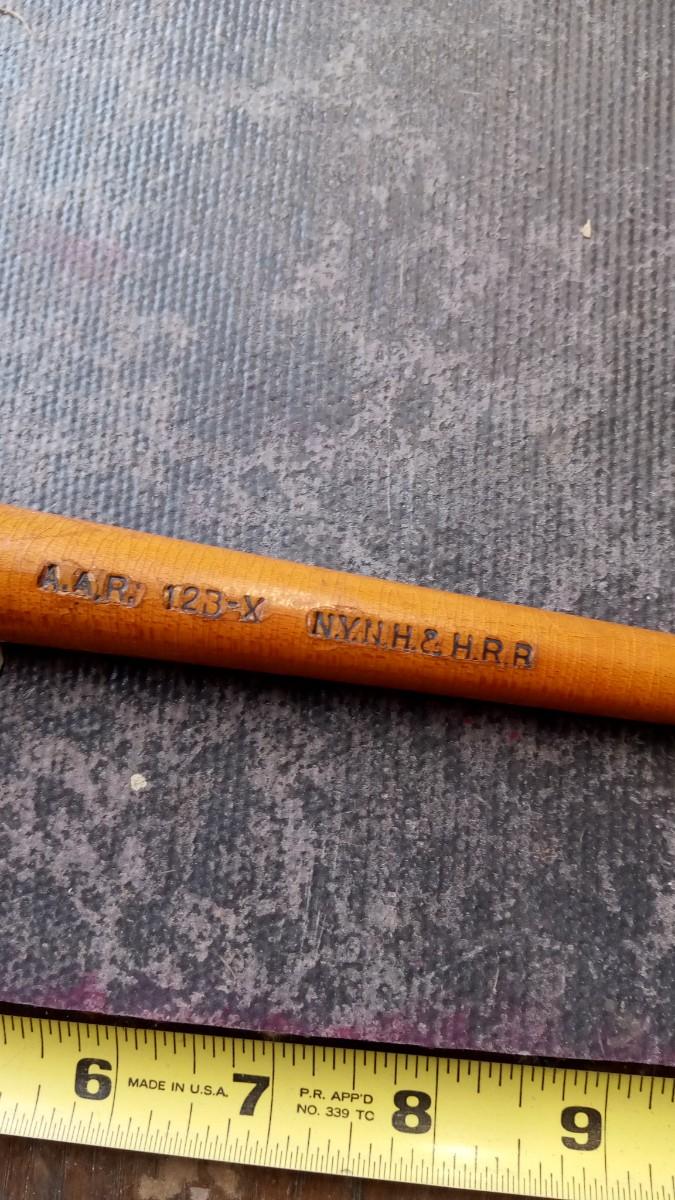 A.A.R. 123-X N.Y.N.H.& H.R.R
6 MADE IN U.S.A. 7 P.R. APP'D 8 9
NO. 339 TC